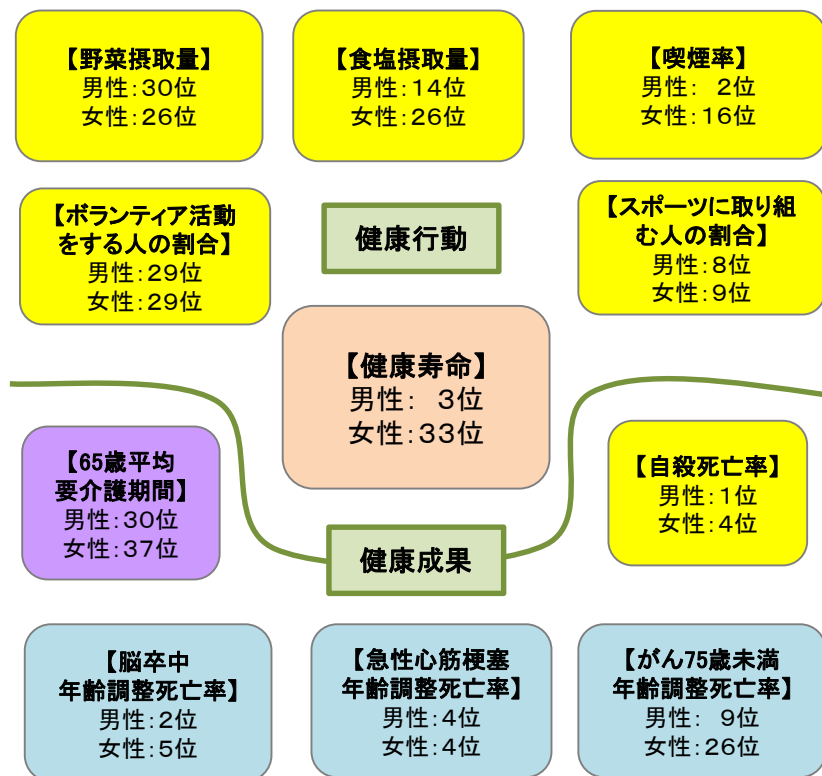 【野菜摂取量】
男性:30位
女性:26位
【食塩摂取量】
男性:14位
女性:26位
【喫煙率】
男性: 2位
女性:16位
【ボランティア活動
をする人の割合】
男性:29位
女性:29位
健康行動
【スポーツに取り組
む人の割合】
男性:8位
女性:9位
【健康寿命】
男性: 3位
女性:33位
【65歳平均
要介護期間】
男性:30位
女性:37位
【自殺死亡率】
男性:1位
女性:4位
健康成果
【脳卒中
年齢調整死亡率】
男性:2位
女性:5位
【急性心筋梗塞
年齢調整死亡率】
男性:4位
女性:4位
【がん75歳未満
年齢調整死亡率】
男性: 9位
女性:26位